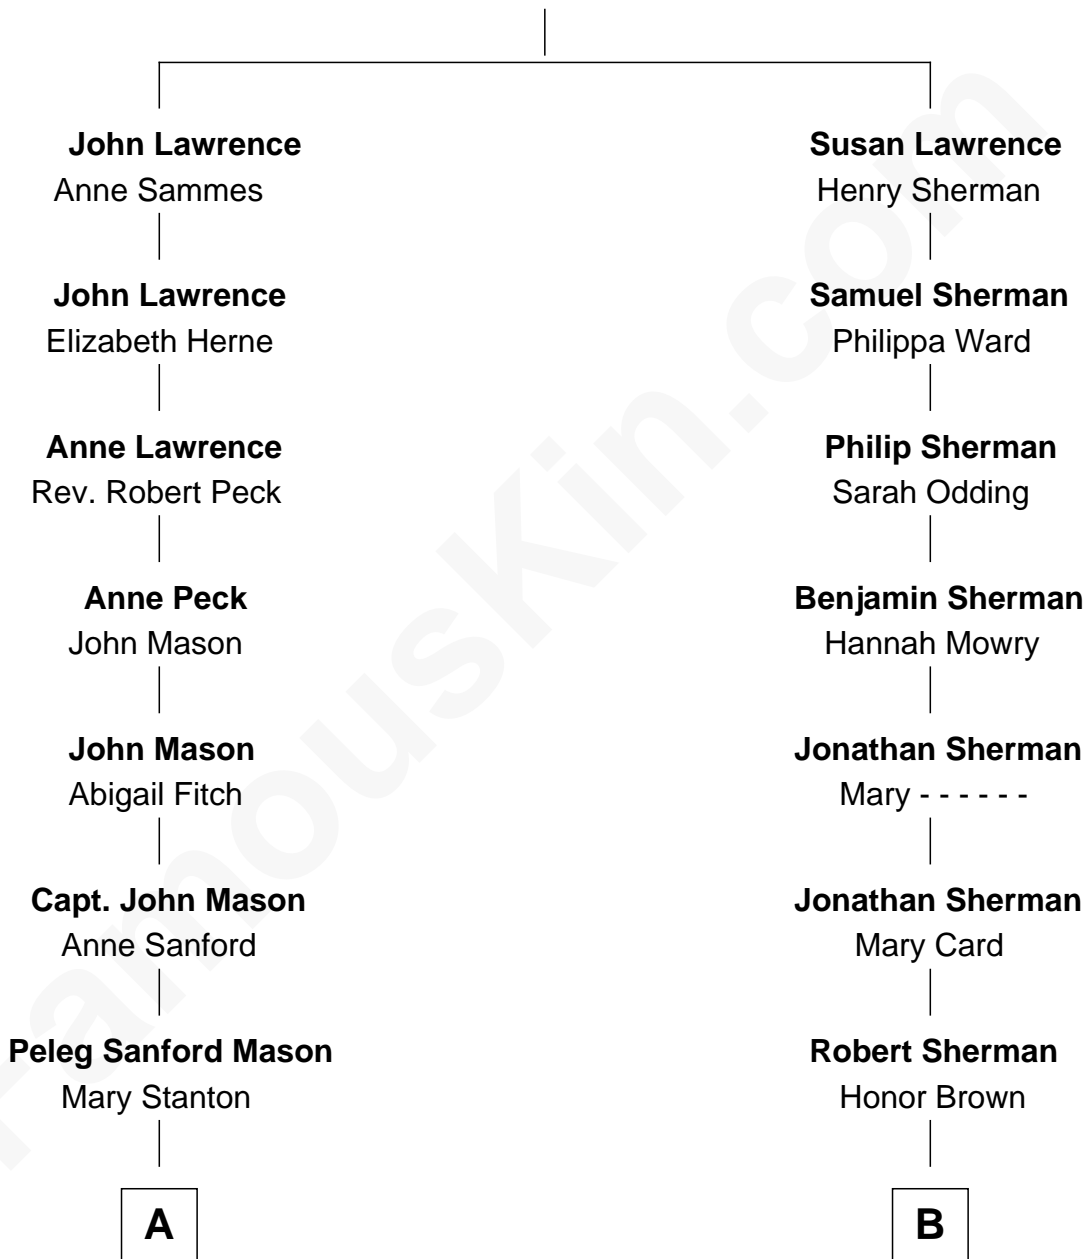 John Lawrence
Anne Sammes
John Lawrence
Elizabeth Herne
Anne Lawrence
Rev. Robert Peck
Anne Peck
John Mason
John Mason
Abigail Fitch
Capt. John Mason
Anne Sanford
Peleg Sanford Mason
Mary Stanton
A
Susan Lawrence
Henry Sherman
Samuel Sherman
Philippa Ward
Philip Sherman
Sarah Odding
Benjamin Sherman
Hannah Mowry
Jonathan Sherman
Mary - - - - - -
Jonathan Sherman
Mary Card
Robert Sherman
Honor Brown
B
FamousKin.com